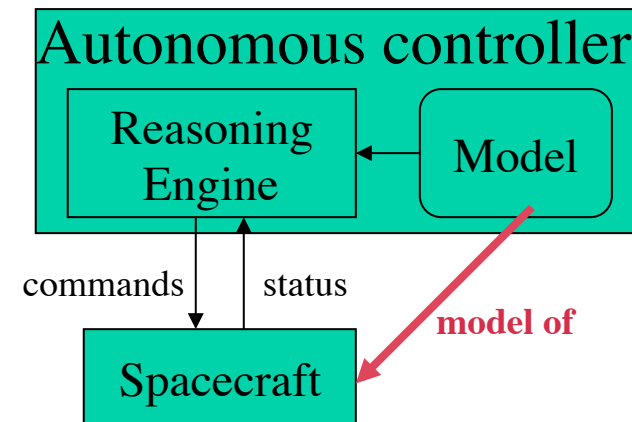 Autonomous controller
Reasoning
Engine
Model
commands
status
model of
Spacecraft